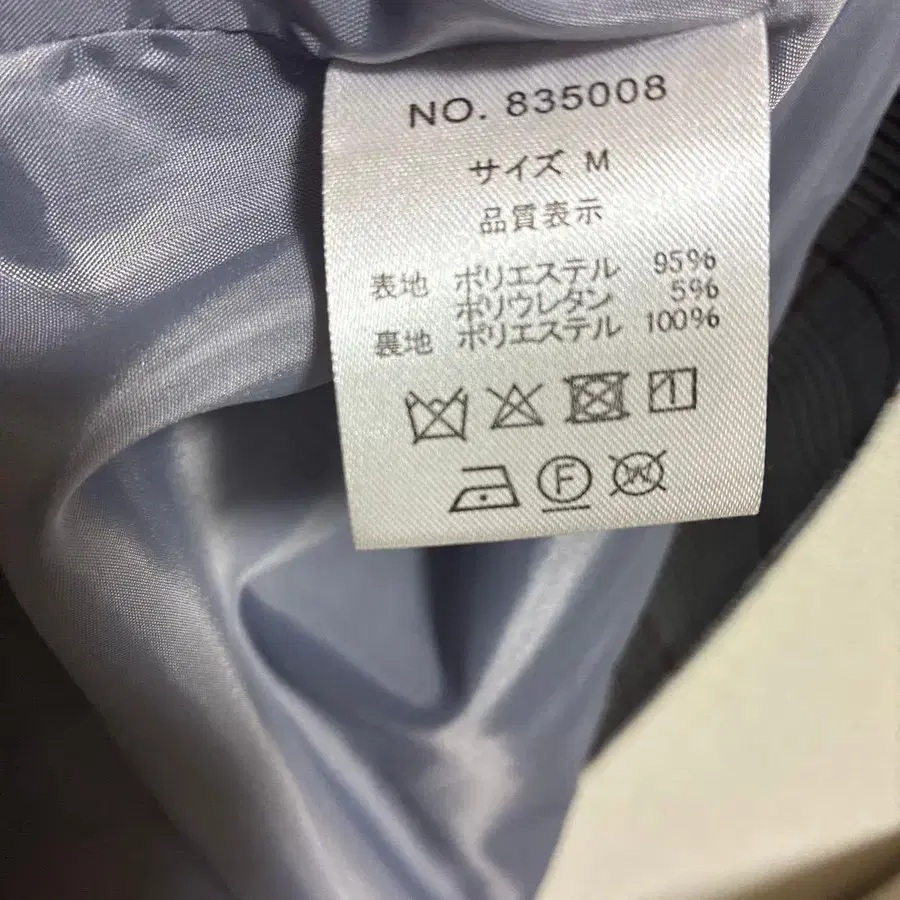 NO. 835008
サイズ M
品質表示
表地 ポリエステル 95%
ポリウレタン 5%
裏地 ポリエステル 100%
F
W